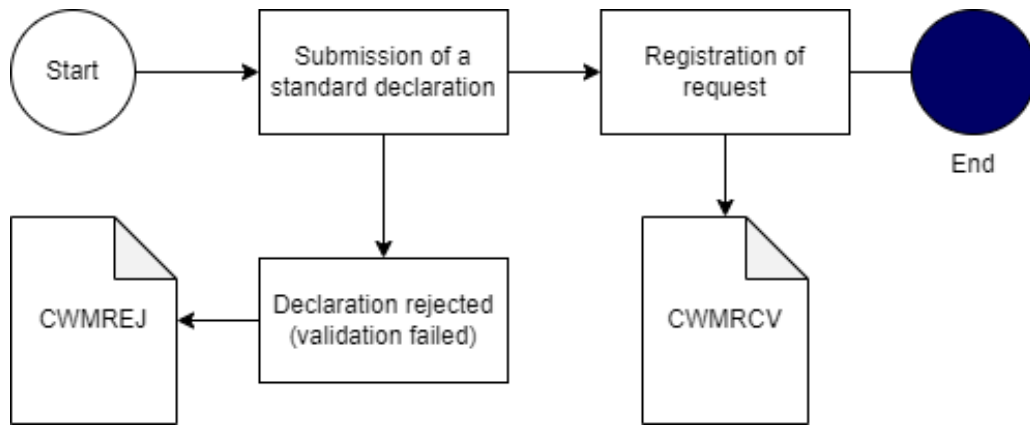 Start
Submission of a
standard declaration
Registration of
request
End
CWMREJ
Declaration rejected
(validation failed)
CWMRCV